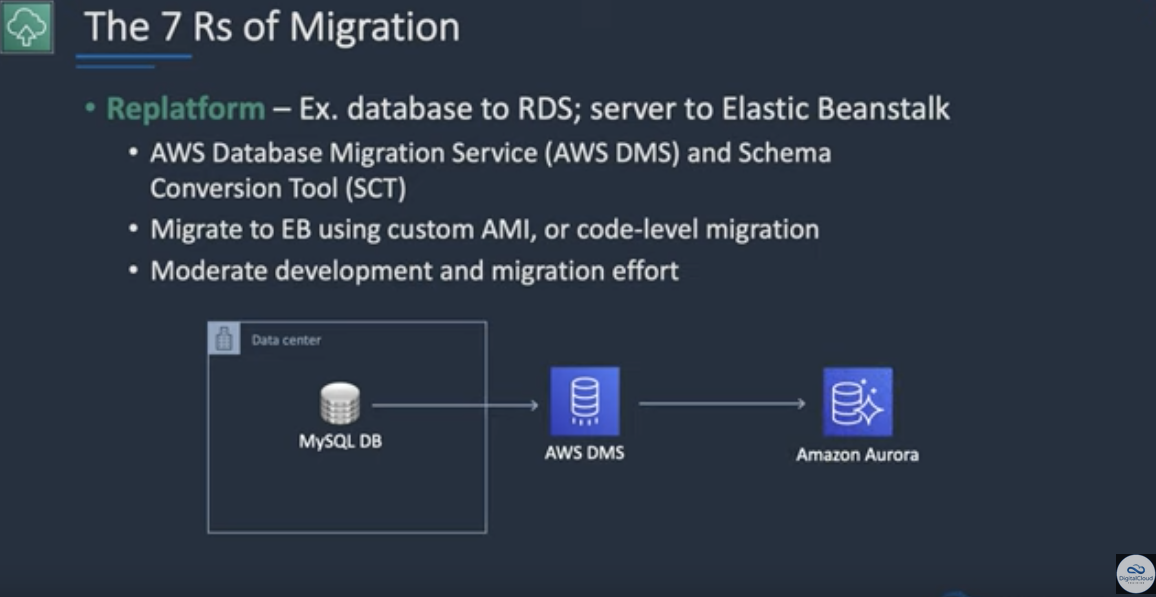 The 7 Rs of Migration
• Replatform – Ex. database to RDS; server to Elastic Beanstalk
• AWS Database Migration Service (AWS DMS) and Schema
Conversion Tool (SCT)
• Migrate to EB using custom AMI, or code-level migration
• Moderate development and migration effort
Data center
MySQL DB
AWS DMS
Amazon Aurora
DigitalCloud